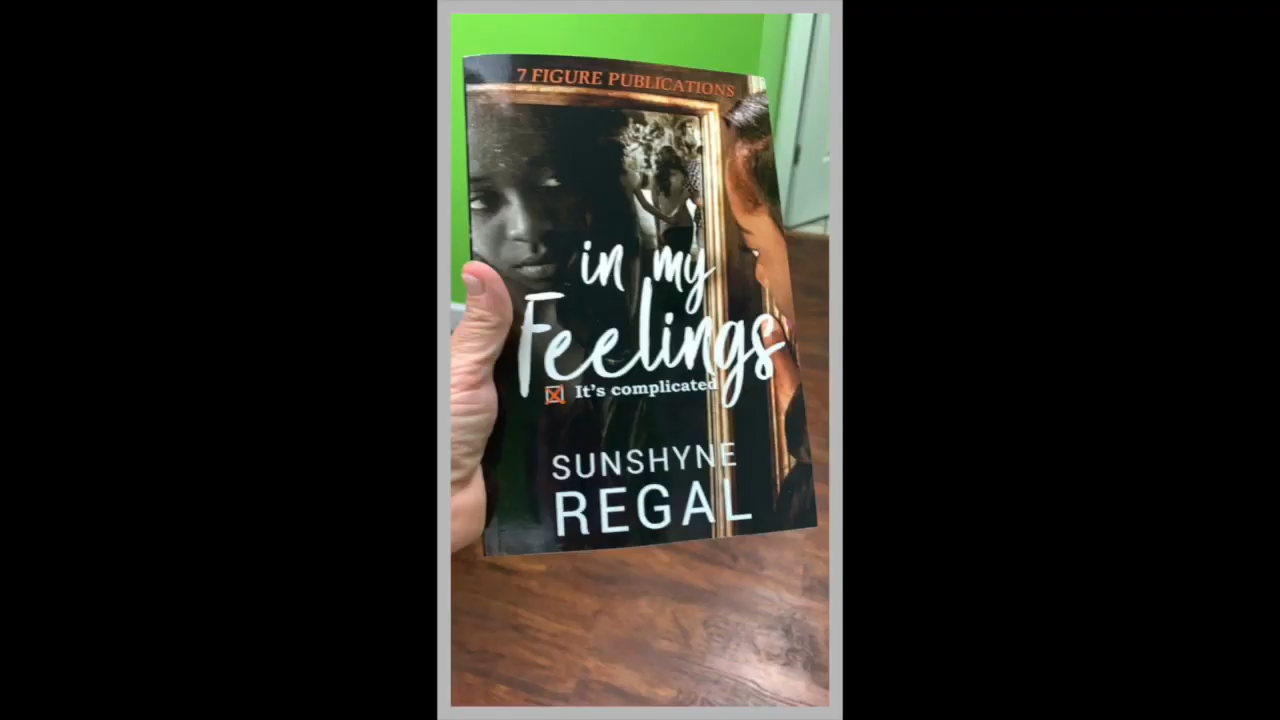 7 FIGURE PUBLICATIONS
in my
Feelings
It's complicated
SUNSHYNE
REGAL